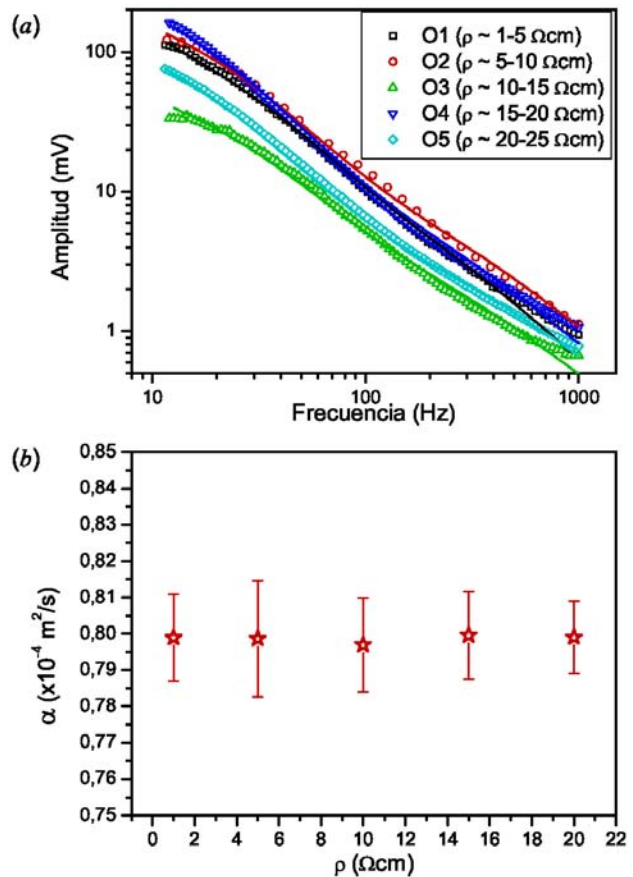 (a)
100
10
1
Amplitud (mV)
O1 (ρ ~ 1-5 Ωcm)
O2 (ρ ~ 5-10 Ωcm)
O3 (ρ ~ 10-15 Ωcm)
O4 (ρ ~ 15-20 Ωcm)
O5 (ρ ~ 20-25 Ωcm)
10 100 1000
Frecuencia (Hz)
(b)
0,85
0,84
0,83
0,82
0,81
0,80
0,79
0,78
0,77
0,76
0,75
α (x10⁻⁴ m²/s)
0 2 4 6 8 10 12 14 16 18 20 22
ρ (Ωcm)